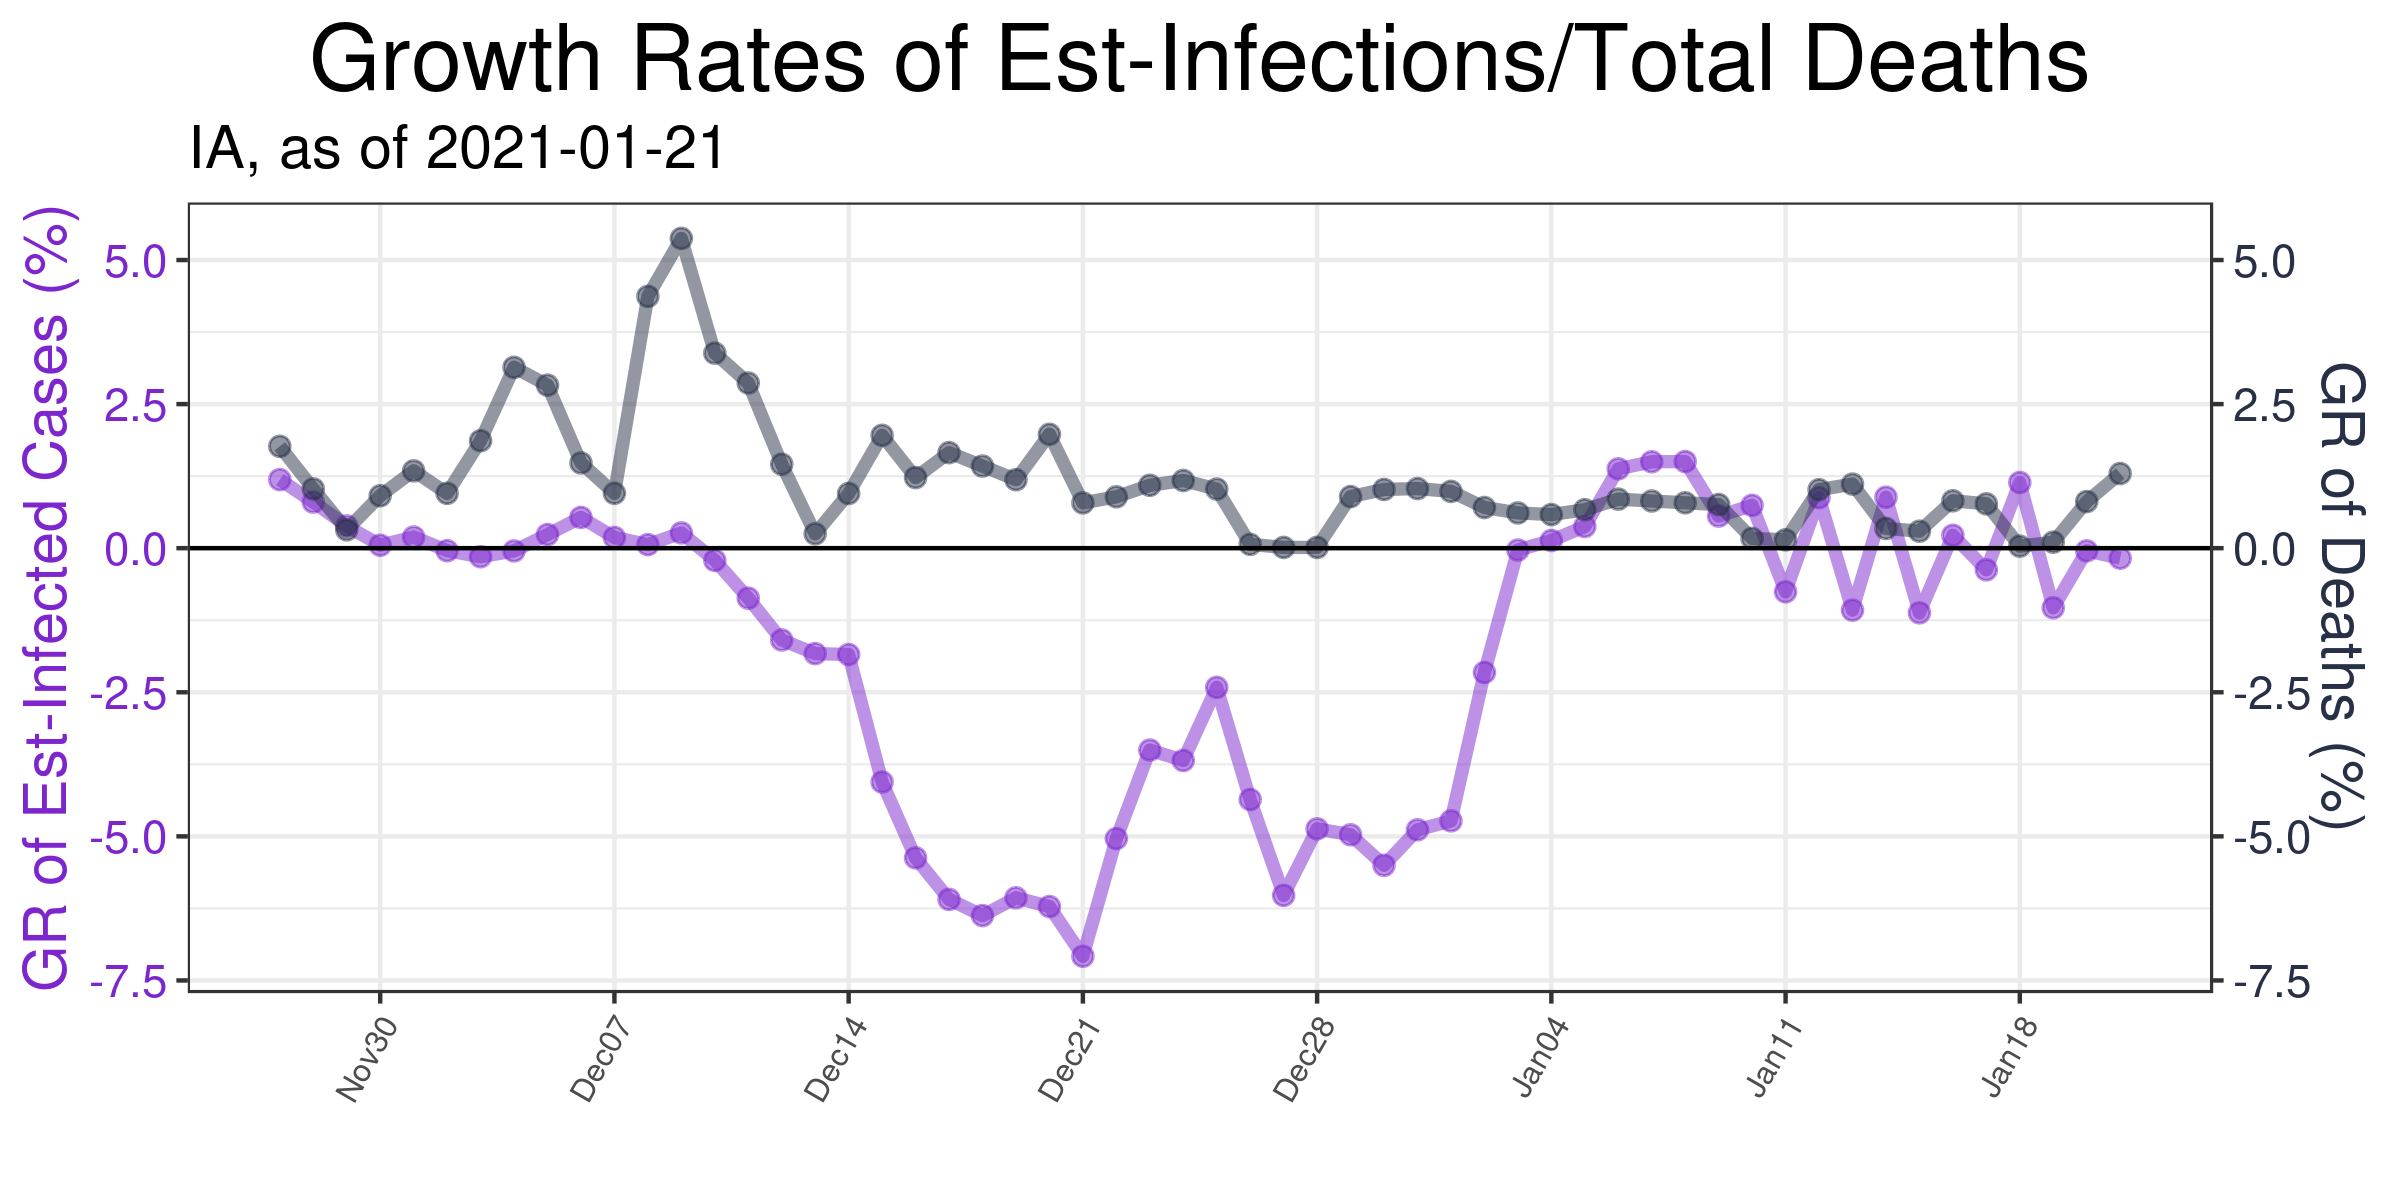 Growth Rates of Est-Infections/Total Deaths
IA, as of 2021-01-21
GR of Est-Infected Cases (%)
5.0
2.5
0.0
-2.5
-5.0
-7.5
5.0
2.5
0.0
-2.5
-5.0
-7.5
GR of Deaths (%)
Nov30
Dec07
Dec14
Dec21
Dec28
Jan04
Jan11
Jan18